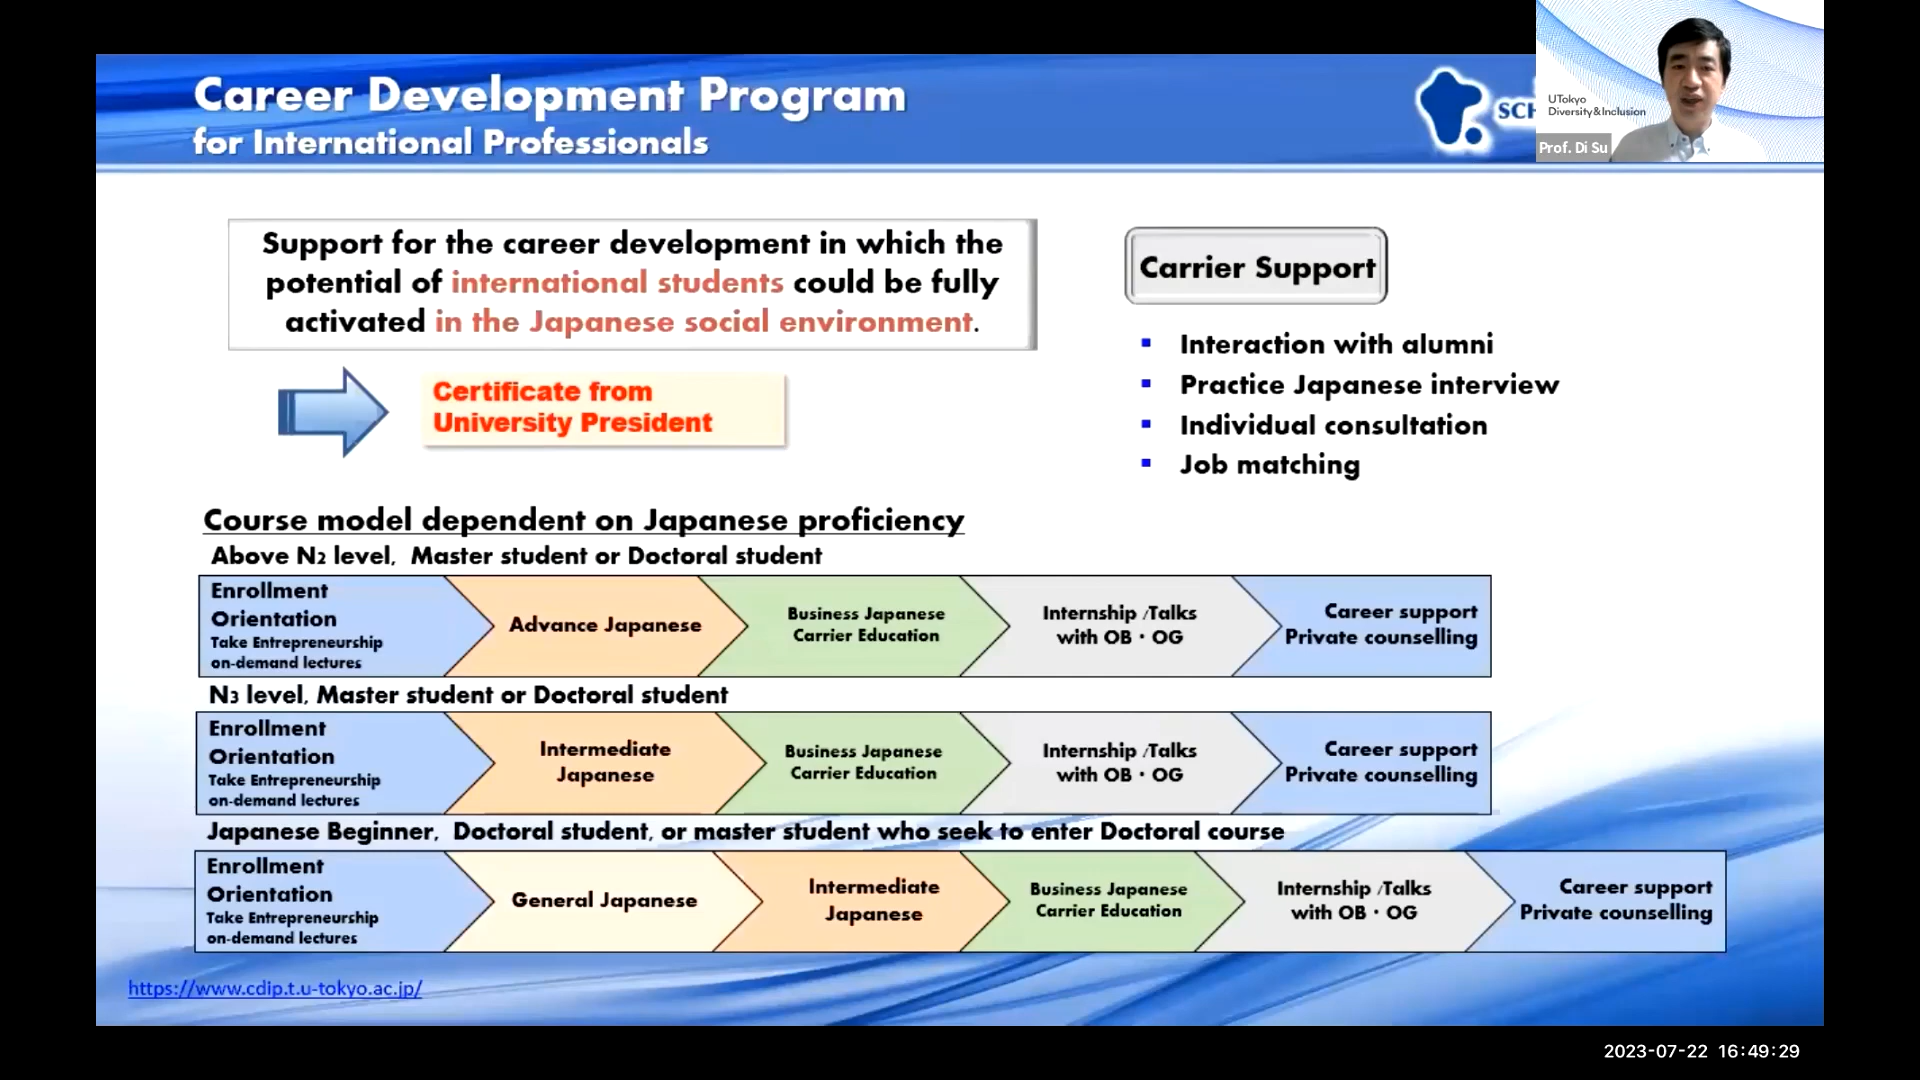 Career Development Program
for International Professionals
SCH
UTokyo
Diversity&Inclusion
Prof. Di Su
Support for the career development in which the
potential of international students could be fully
activated in the Japanese social environment.
Certificate from
University President
Carrier Support
▪ Interaction with alumni
▪ Practice Japanese interview
▪ Individual consultation
▪ Job matching
Course model dependent on Japanese proficiency
Above N2 level, Master student or Doctoral student
Enrollment
Orientation
Take Entrepreneurship
on-demand lectures
Advance Japanese
Business Japanese
Carrier Education
Internship /Talks
with OB・OG
Career support
Private counselling
N3 level, Master student or Doctoral student
Enrollment
Orientation
Take Entrepreneurship
on-demand lectures
Intermediate
Japanese
Business Japanese
Carrier Education
Internship /Talks
with OB・OG
Career support
Private counselling
Japanese Beginner, Doctoral student, or master student who seek to enter Doctoral course
Enrollment
Orientation
Take Entrepreneurship
on-demand lectures
General Japanese
Intermediate
Japanese
Business Japanese
Carrier Education
Internship /Talks
with OB・OG
Career support
Private counselling
https://www.cdip.t.u-tokyo.ac.jp/
2023-07-22 16:49:29